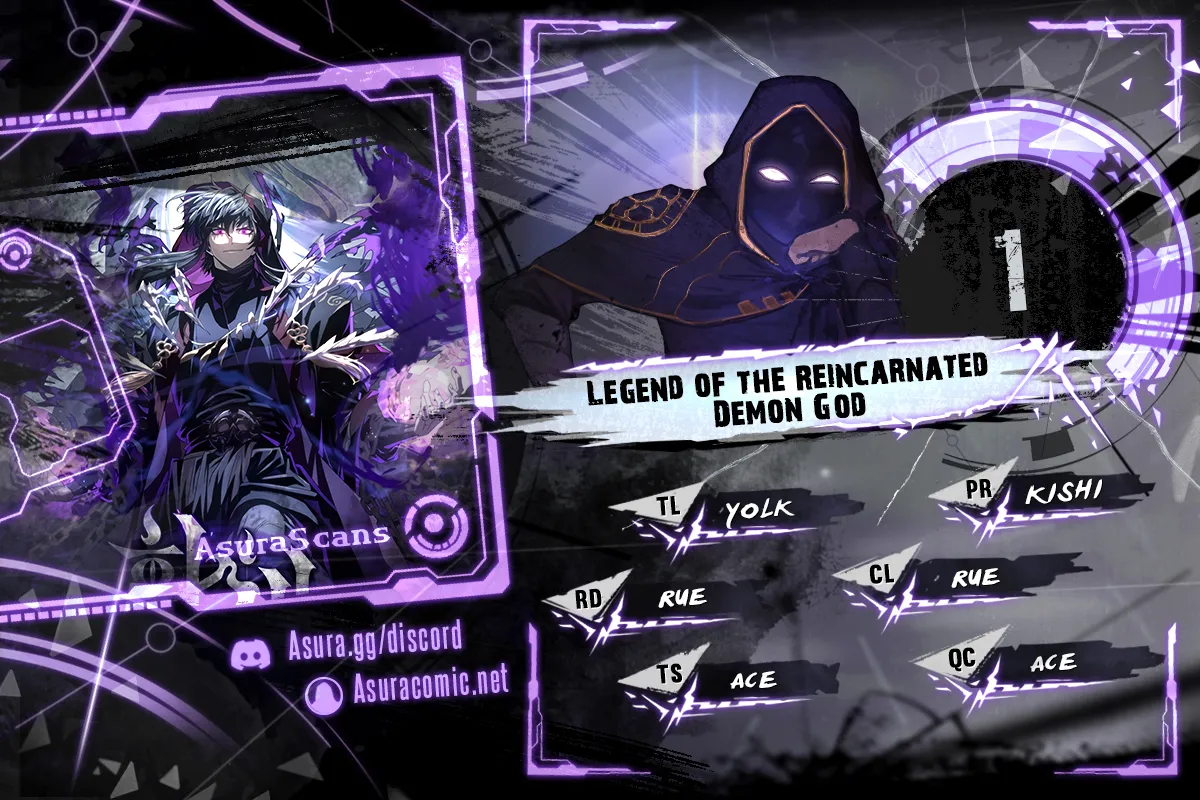 1
LEGEND OF THE REINCARNATED
DEMON GOD
TL YOLK
PR KISHI
RD RUE
CL RUE
TS ACE
QC ACE
AsuraScans
Asura.gg/discord
Asuracomic.net